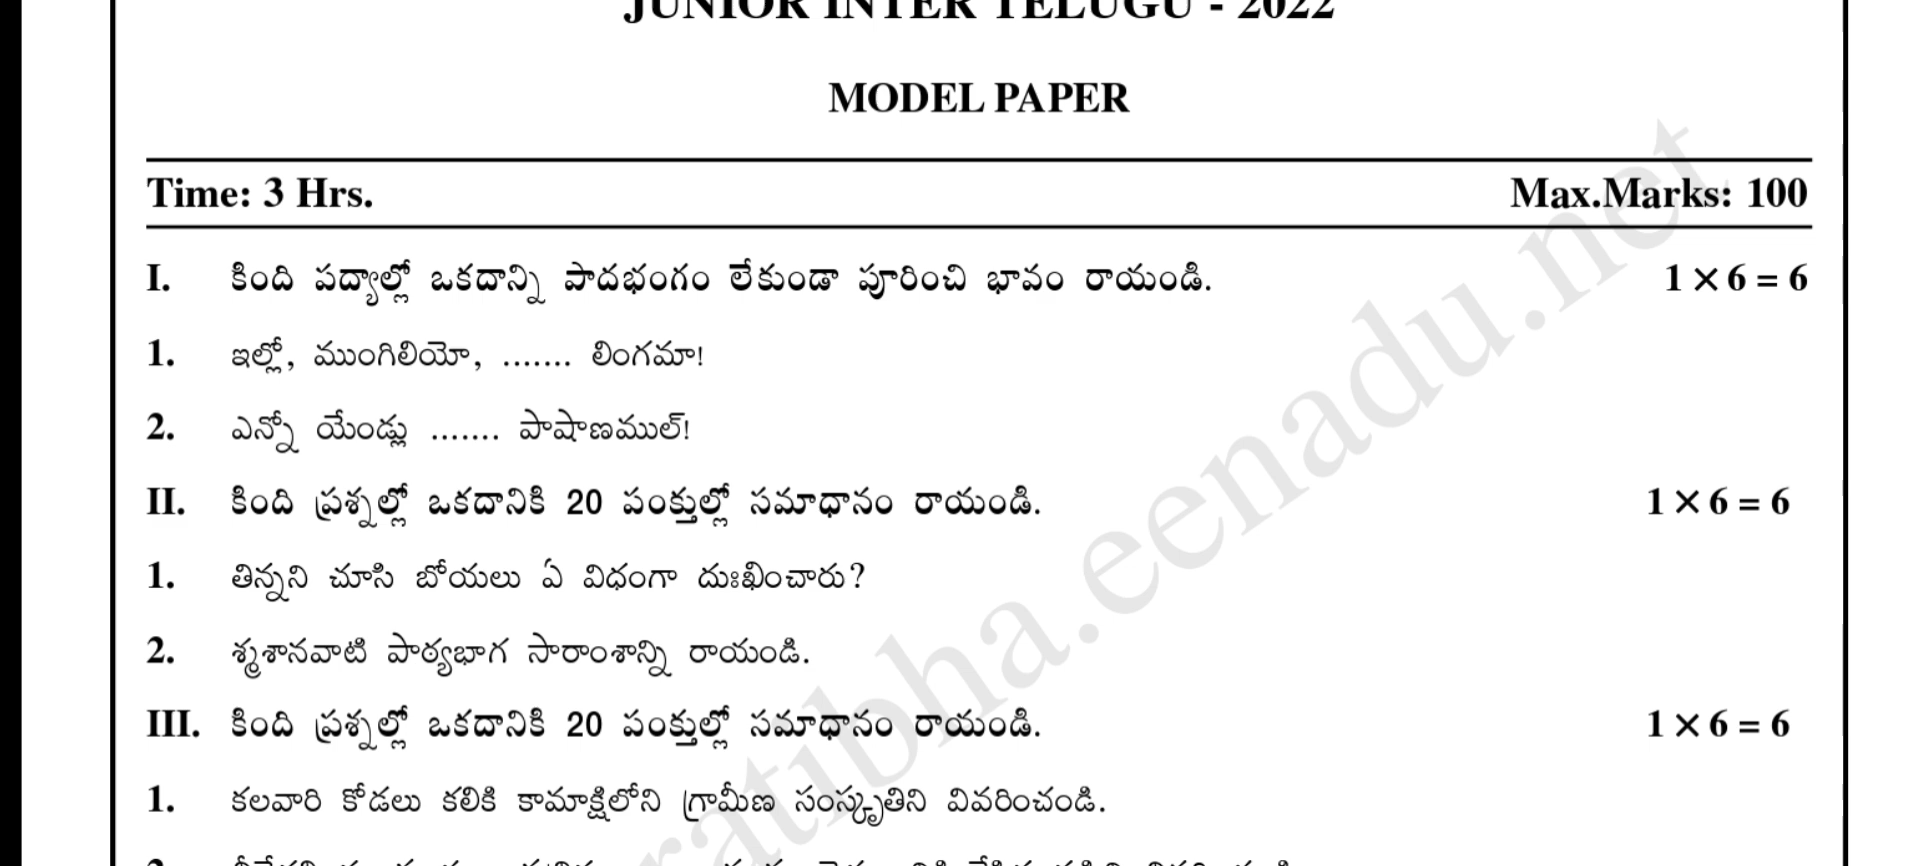 JUNIOR INTER TELUGU - 2022
MODEL PAPER
Time: 3 Hrs. Max.Marks: 100
I. కింది పద్యాల్లో ఒకదాన్ని పాదభంగం లేకుండా పూరించి భావం రాయండి. 1 × 6 = 6
1. ఇల్లో, ముంగిలియో, ....... లింగమా!
2. ఎన్నో యేండ్లు ....... పాషాణముల్!
II. కింది ప్రశ్నల్లో ఒకదానికి 20 పంక్తుల్లో సమాధానం రాయండి. 1 × 6 = 6
1. తిన్నని చూసి బోయలు ఏ విధంగా దుఃఖించారు?
2. శ్మశానవాటి పాఠ్యభాగ సారాంశాన్ని రాయండి.
III. కింది ప్రశ్నల్లో ఒకదానికి 20 పంక్తుల్లో సమాధానం రాయండి. 1 × 6 = 6
1. కలవారి కోడలు కలికి కామాక్షిలోని గ్రామీణ సంస్కృతిని వివరించండి.
ratibha.eenadu.net